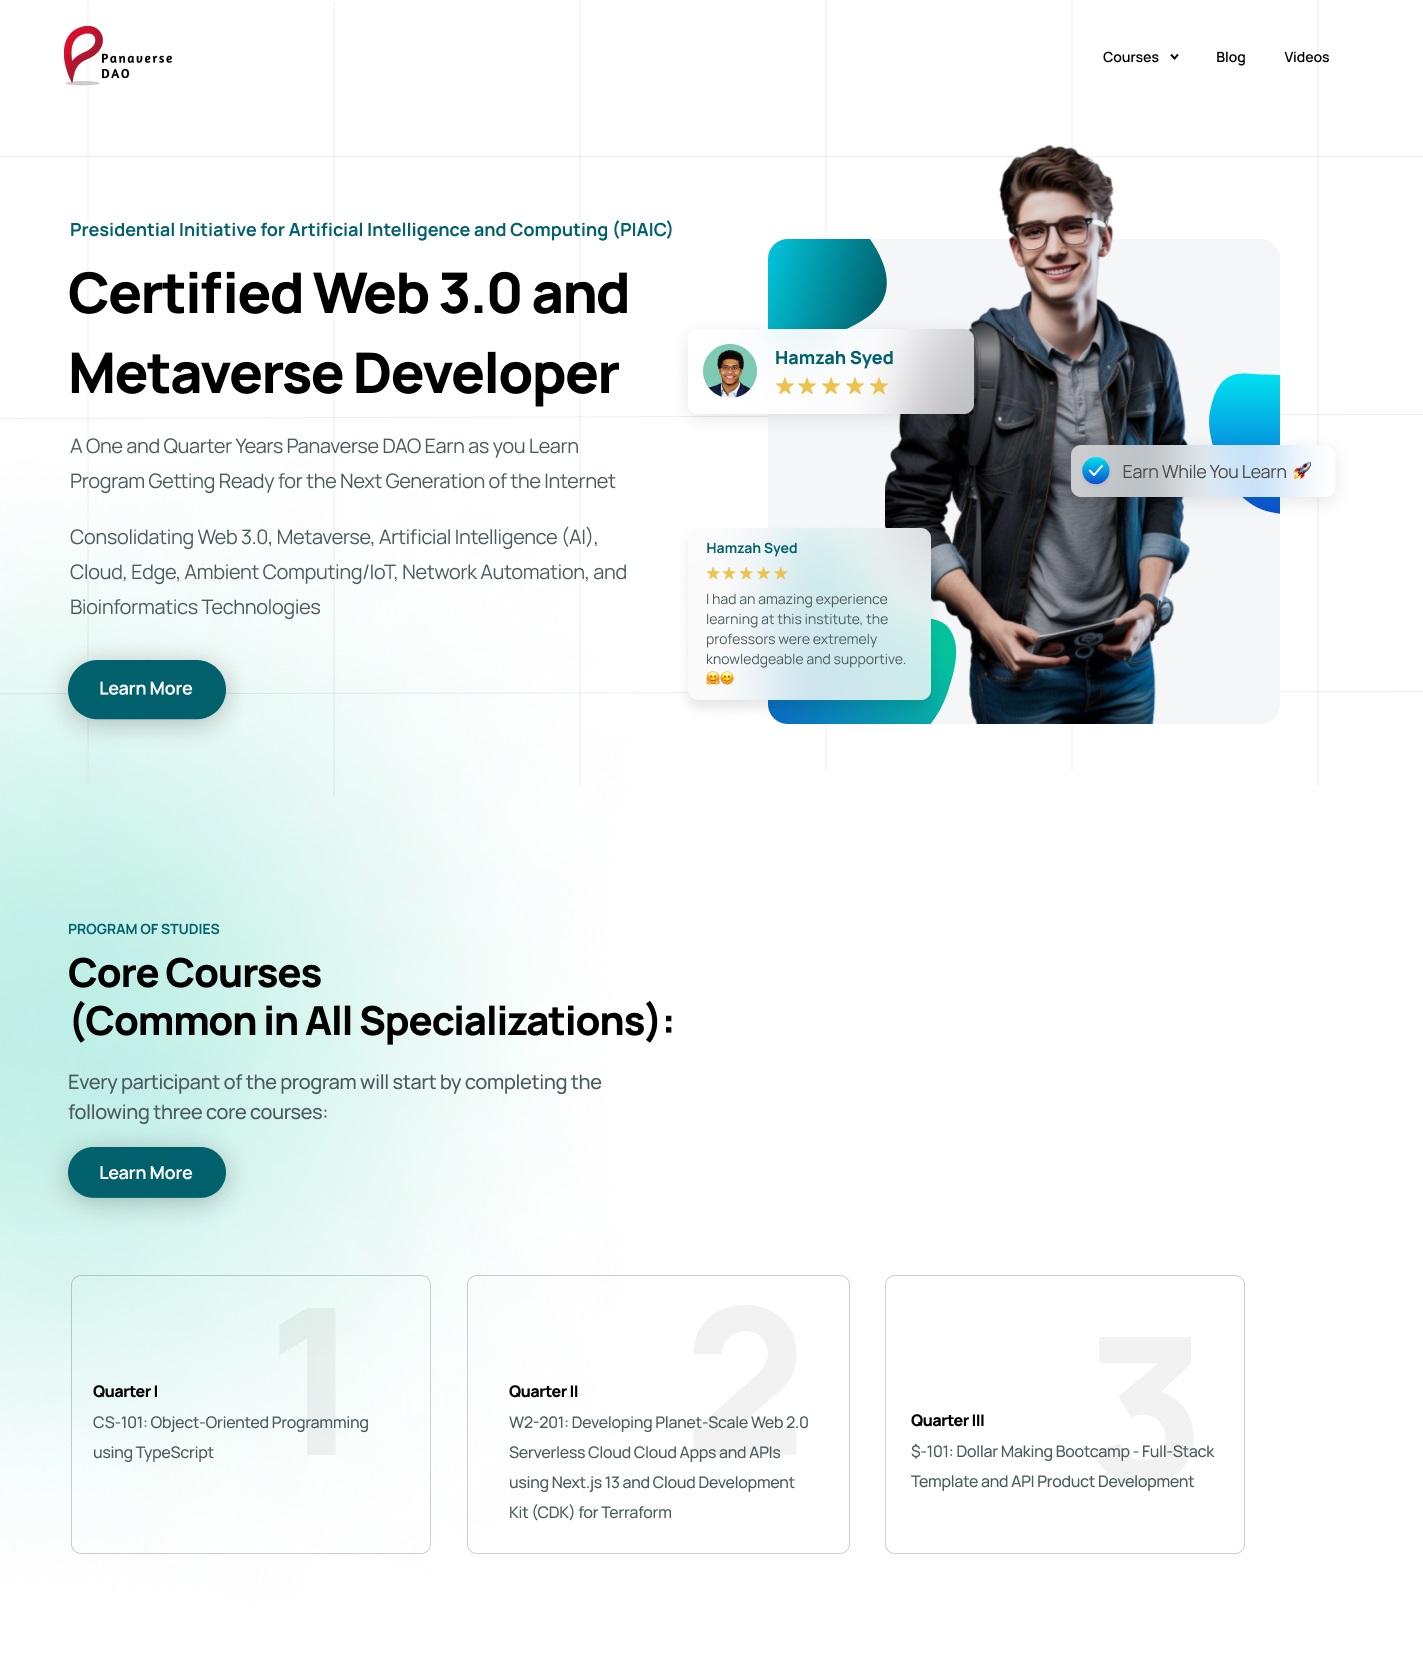 Panaverse
DAO
Courses
Blog
Videos
Presidential Initiative for Artificial Intelligence and Computing (PIAIC)
Certified Web 3.0 and
Metaverse Developer
A One and Quarter Years Panaverse DAO Earn as you Learn
Program Getting Ready for the Next Generation of the Internet
Consolidating Web 3.0, Metaverse, Artificial Intelligence (AI),
Cloud, Edge, Ambient Computing/IoT, Network Automation, and
Bioinformatics Technologies
Learn More
Hamzah Syed
Earn While You Learn 🚀
Hamzah Syed
I had an amazing experience
learning at this institute, the
professors were extremely
knowledgeable and supportive.
🤗😊
PROGRAM OF STUDIES
Core Courses
(Common in All Specializations):
Every participant of the program will start by completing the
following three core courses:
Learn More
1
Quarter I
CS-101: Object-Oriented Programming
using TypeScript
2
Quarter II
W2-201: Developing Planet-Scale Web 2.0
Serverless Cloud Cloud Apps and APIs
using Next.js 13 and Cloud Development
Kit (CDK) for Terraform
3
Quarter III
$-101: Dollar Making Bootcamp - Full-Stack
Template and API Product Development